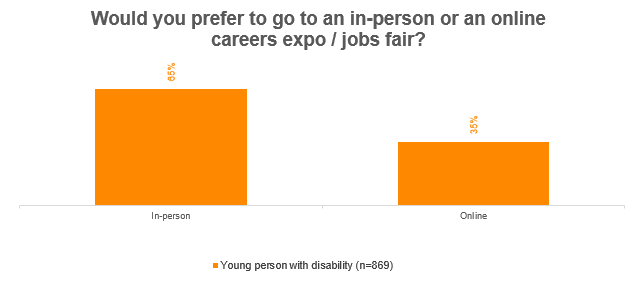 Would you prefer to go to an in-person or an online
careers expo / jobs fair?
65%
35%
In-person
Online
Young person with disability (n=869)